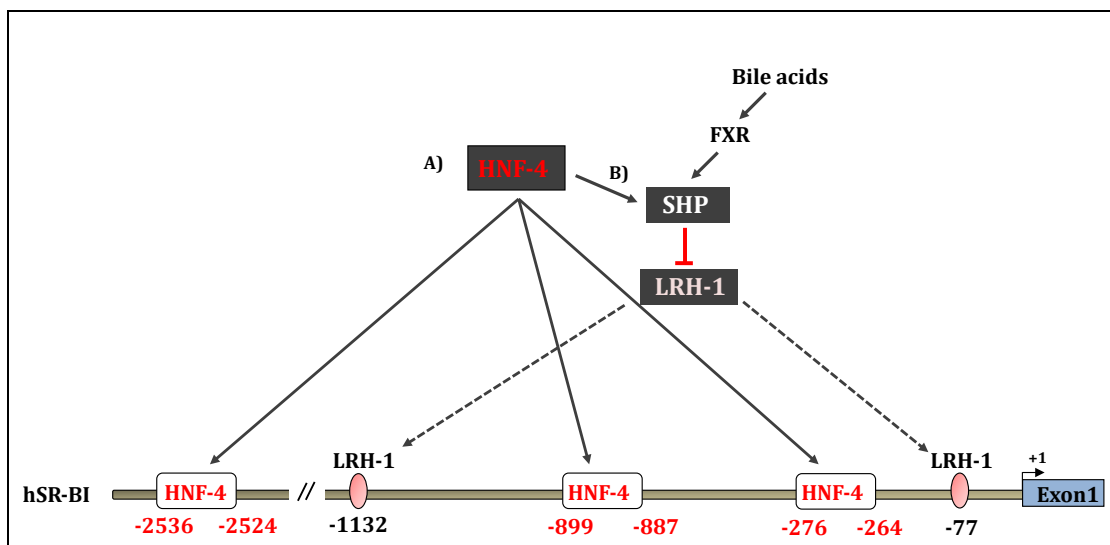 Bile acids
FXR
A)
HNF-4
B)
SHP
LRH-1
LRH-1
LRH-1
+1
hSR-BI
HNF-4
//
HNF-4
HNF-4
Exon1
-2536
-2524
-1132
-899
-887
-276
-264
-77